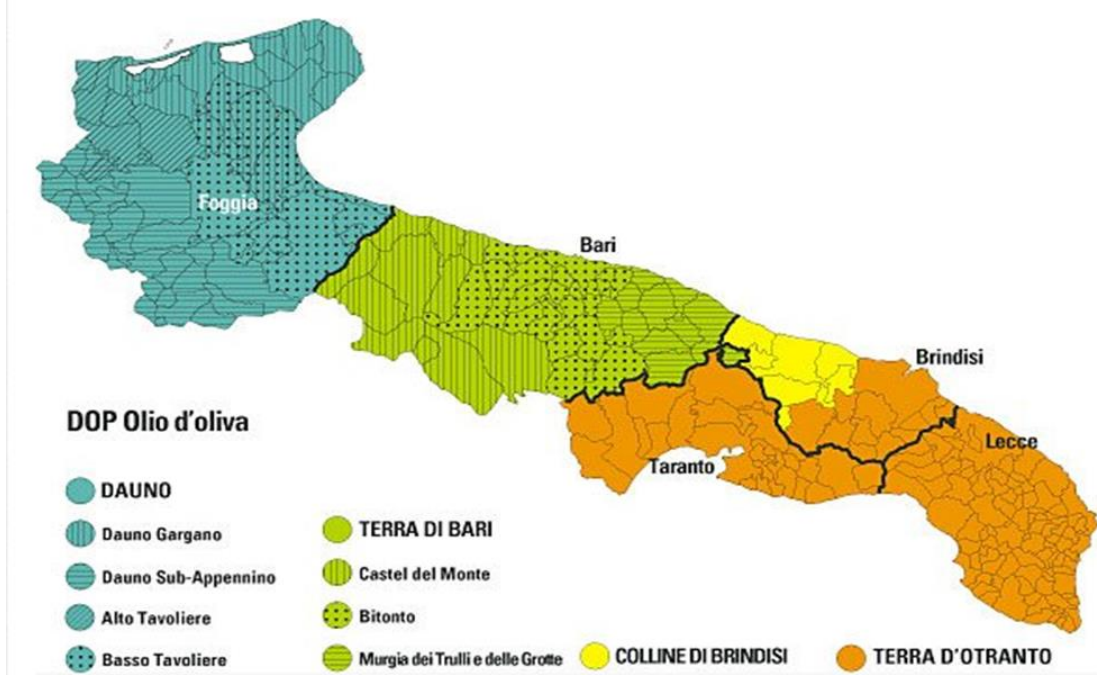 Foggia
Bari
Brindisi
Lecce
Taranto
DOP Olio d'oliva
DAUNO
Dauno Gargano
Dauno Sub-Appennino
Alto Tavoliere
Basso Tavoliere
TERRA DI BARI
Castel del Monte
Bitonto
Murgia dei Trulli e delle Grotte
COLLINE DI BRINDISI
TERRA D'OTRANTO